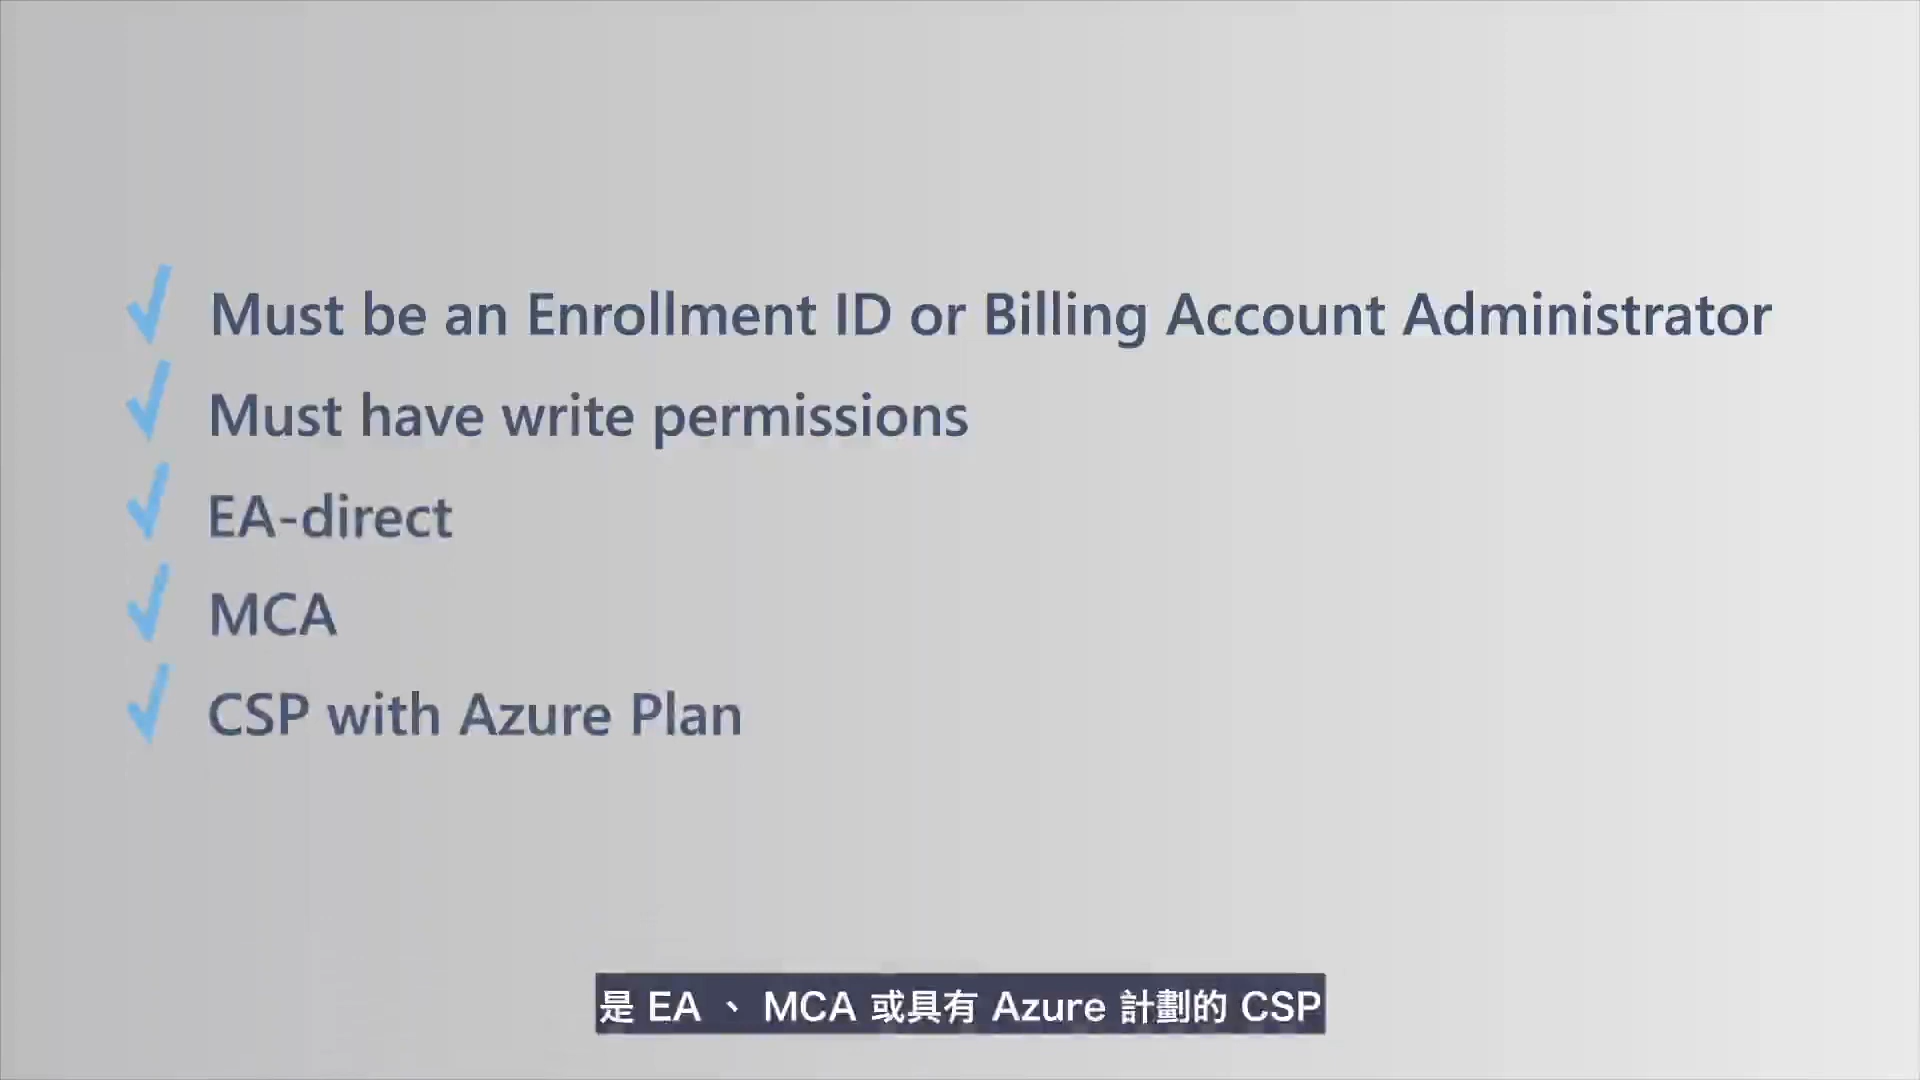 Must be an Enrollment ID or Billing Account Administrator
Must have write permissions
EA-direct
MCA
CSP with Azure Plan
是 EA 、 MCA 或具有 Azure 計劃的 CSP